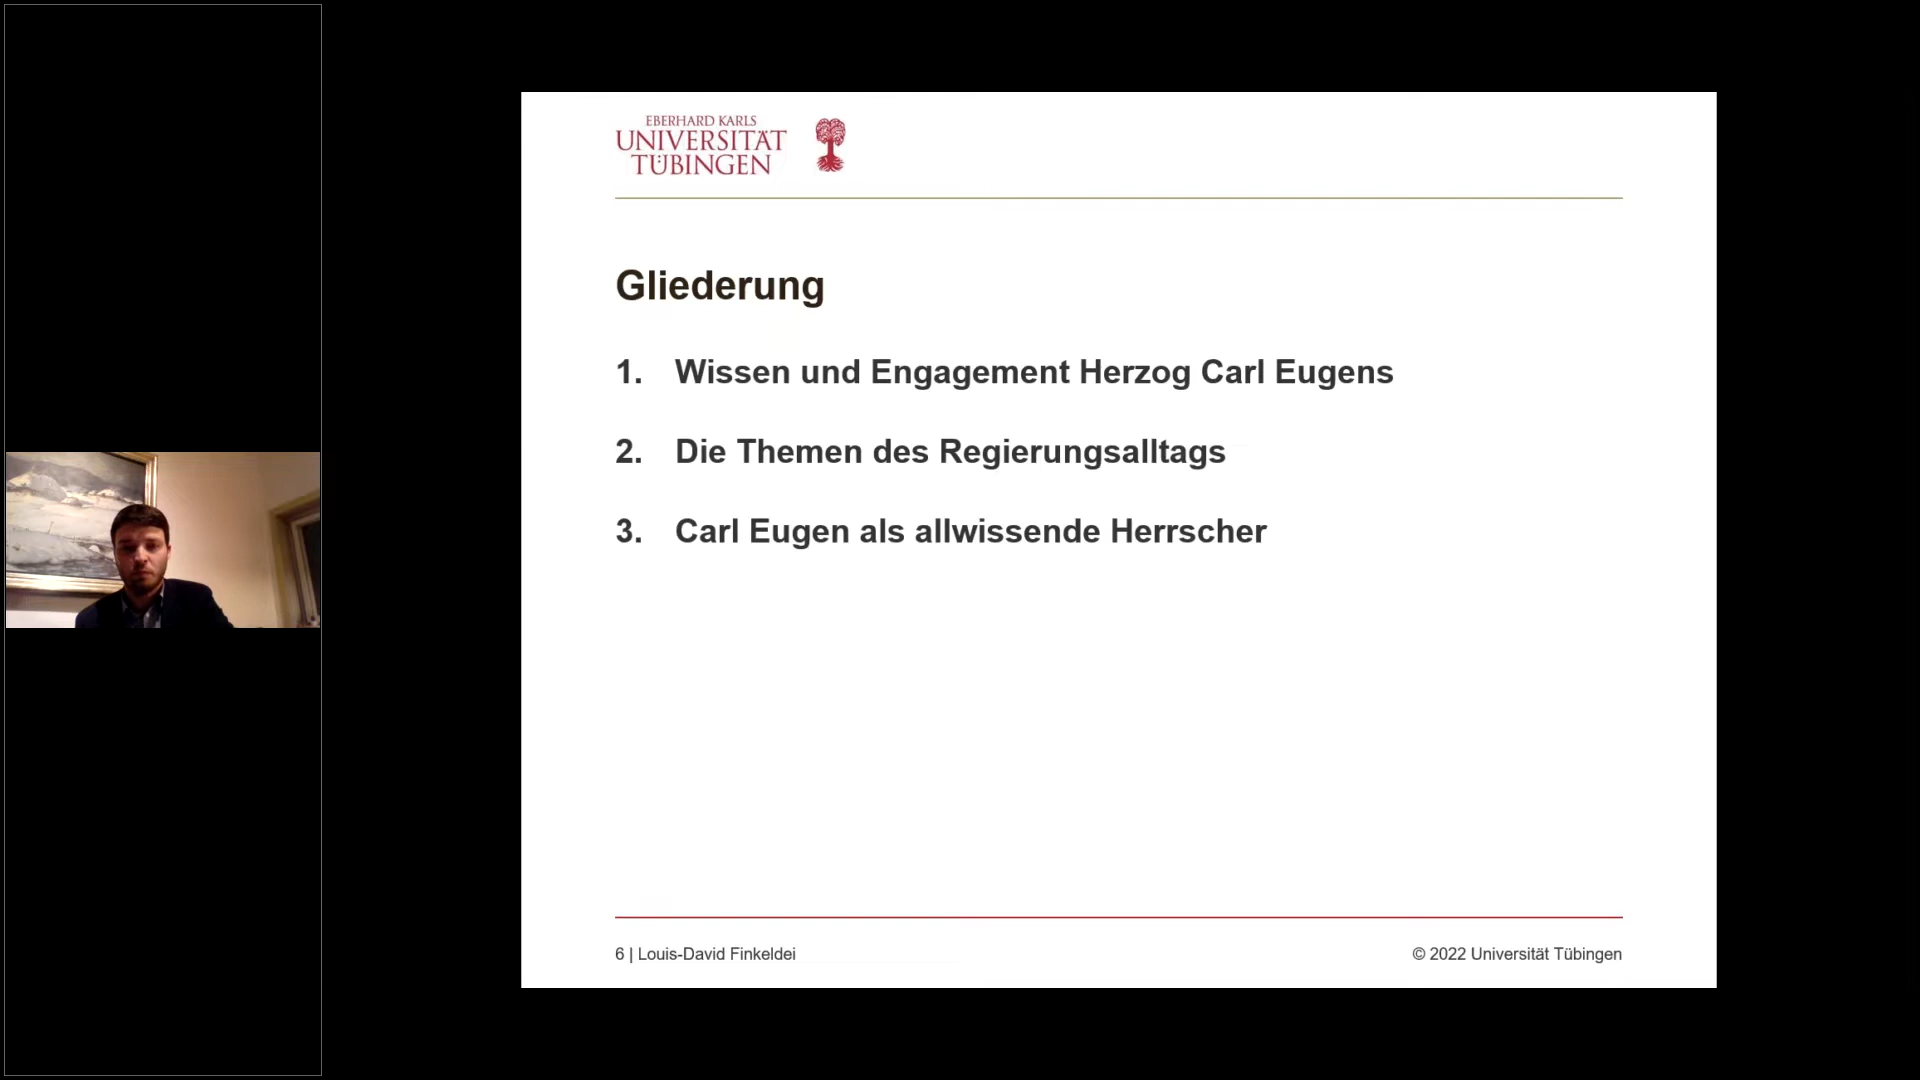 EBERHARD KARLS
UNIVERSITÄT
TÜBINGEN
Gliederung
1. Wissen und Engagement Herzog Carl Eugens
2. Die Themen des Regierungsalltags
3. Carl Eugen als allwissende Herrscher
6 | Louis-David Finkeldei
© 2022 Universität Tübingen